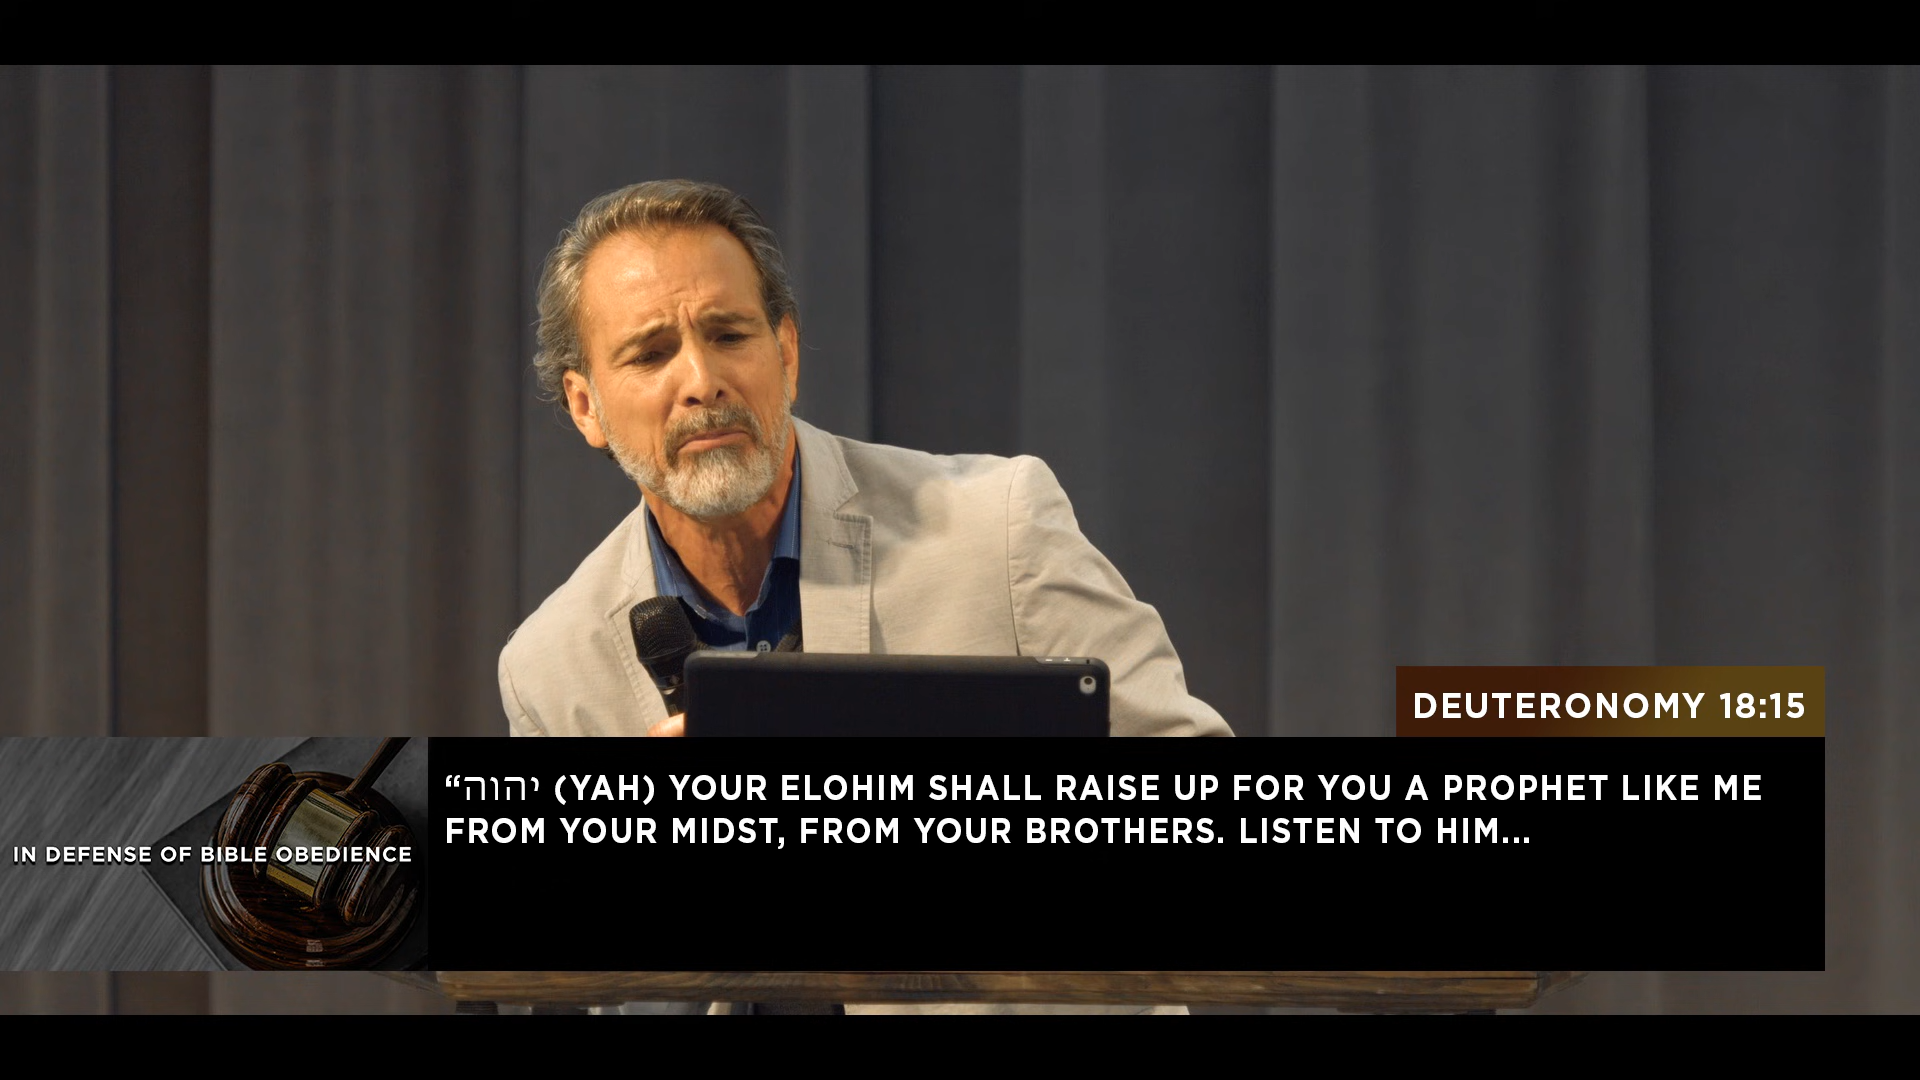 DEUTERONOMY 18:15
“יהוה (YAH) YOUR ELOHIM SHALL RAISE UP FOR YOU A PROPHET LIKE ME
FROM YOUR MIDST, FROM YOUR BROTHERS. LISTEN TO HIM...
IN DEFENSE OF BIBLE OBEDIENCE